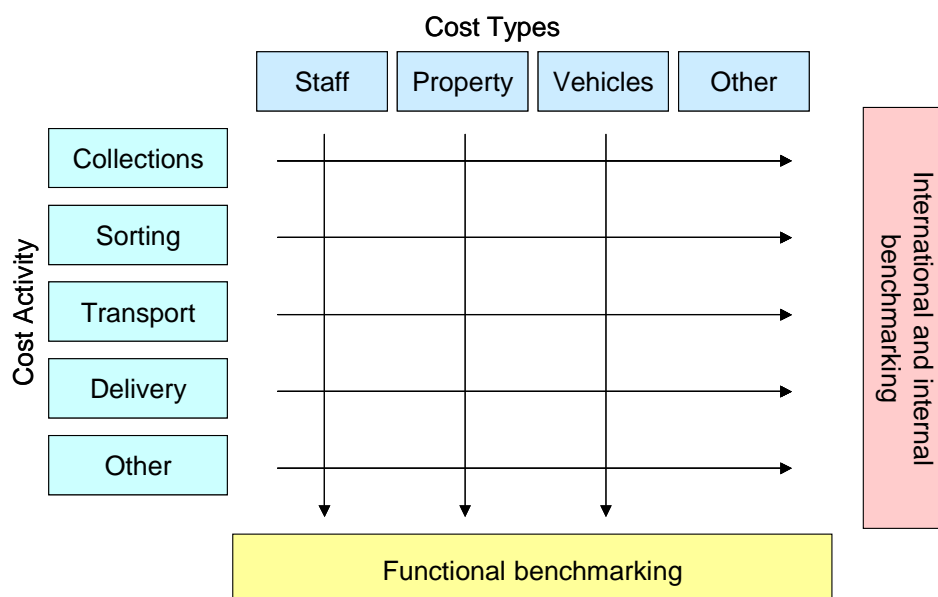 Cost Types
Staff
Property
Vehicles
Other
Cost Activity
Collections
Sorting
Transport
Delivery
Other
International and internal
benchmarking
Functional benchmarking